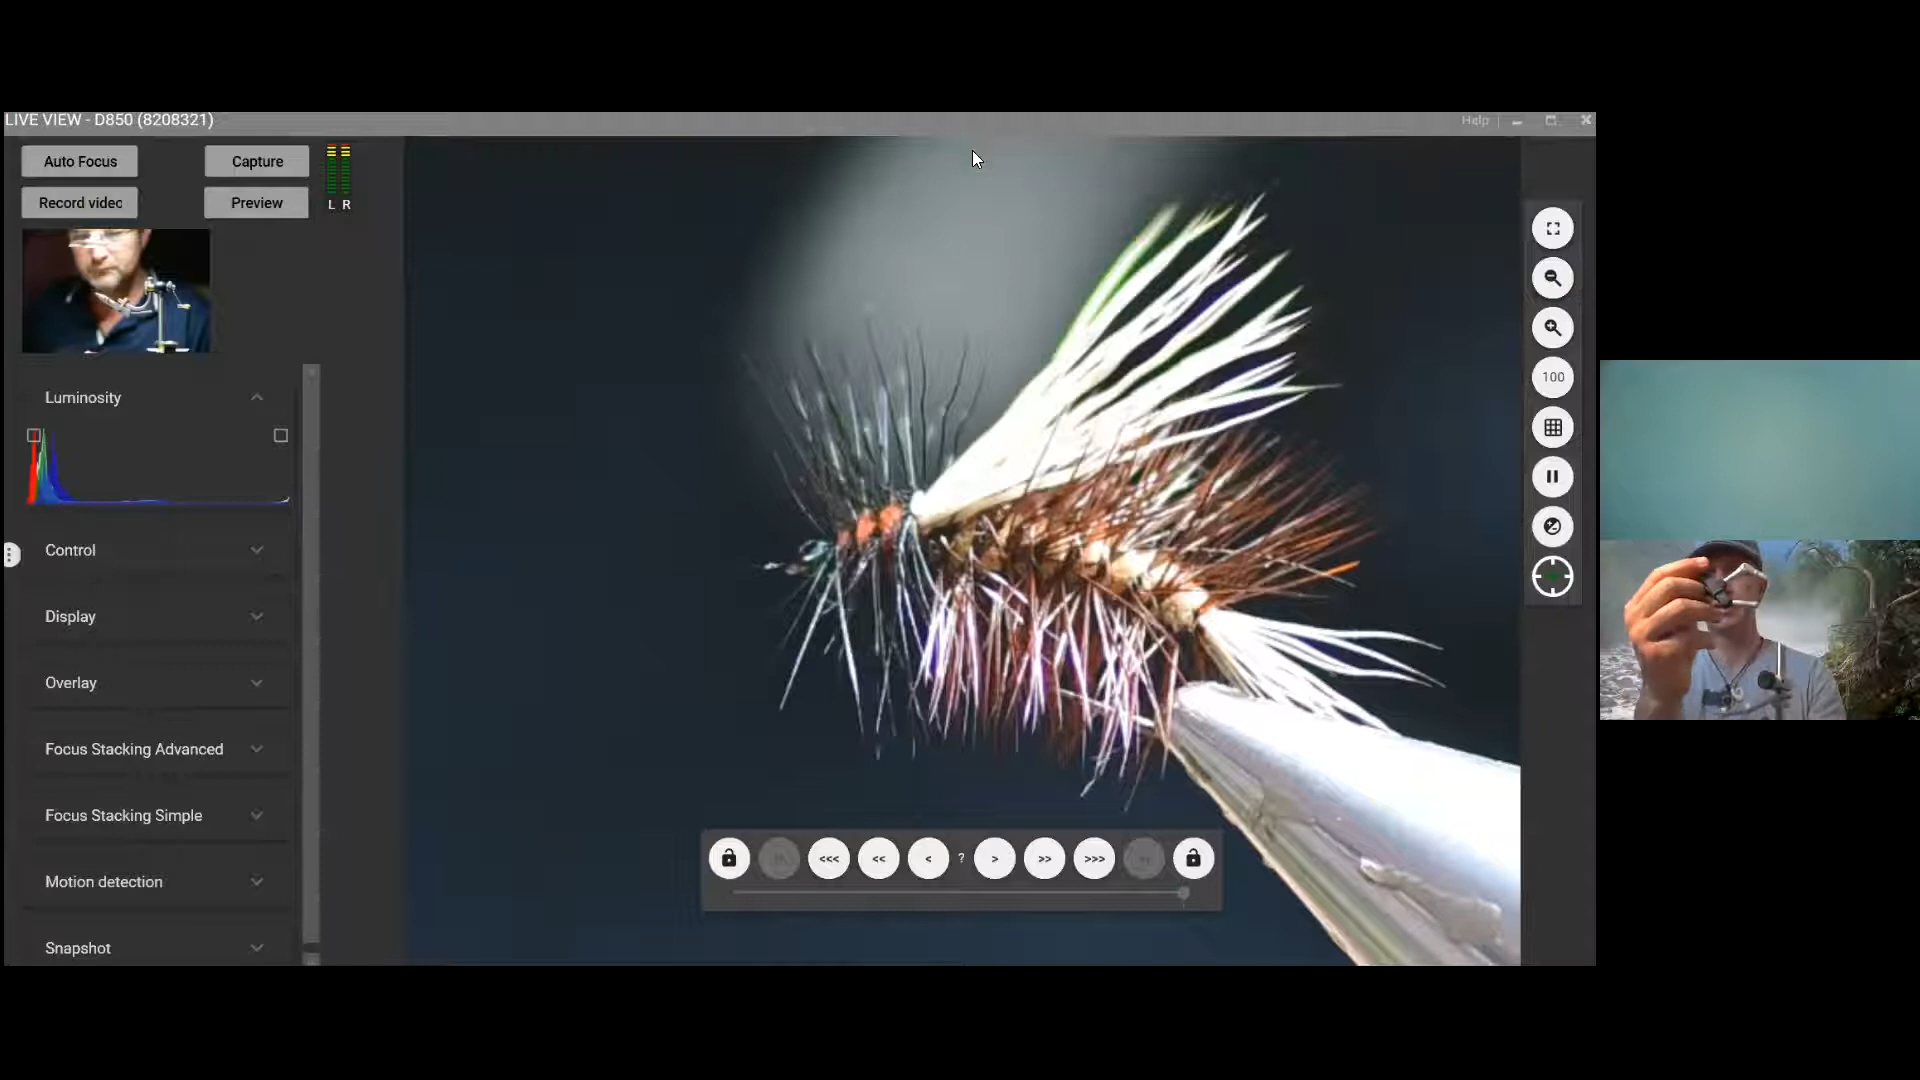 LIVE VIEW - D850 (8208321)
Help
Auto Focus
Capture
Record video
Preview
L R
Luminosity
Control
Display
Overlay
Focus Stacking Advanced
Focus Stacking Simple
Motion detection
Snapshot
100
<<< << < ? > >> >>>